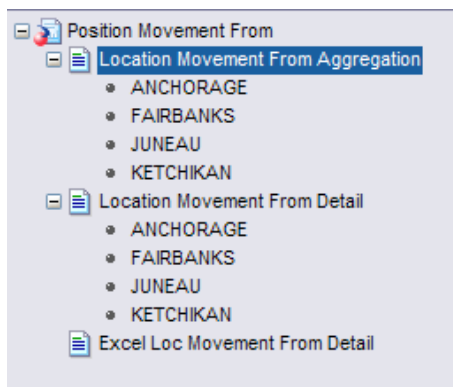 Position Movement From
Location Movement From Aggregation
ANCHORAGE
FAIRBANKS
JUNEAU
KETCHIKAN
Location Movement From Detail
ANCHORAGE
FAIRBANKS
JUNEAU
KETCHIKAN
Excel Loc Movement From Detail